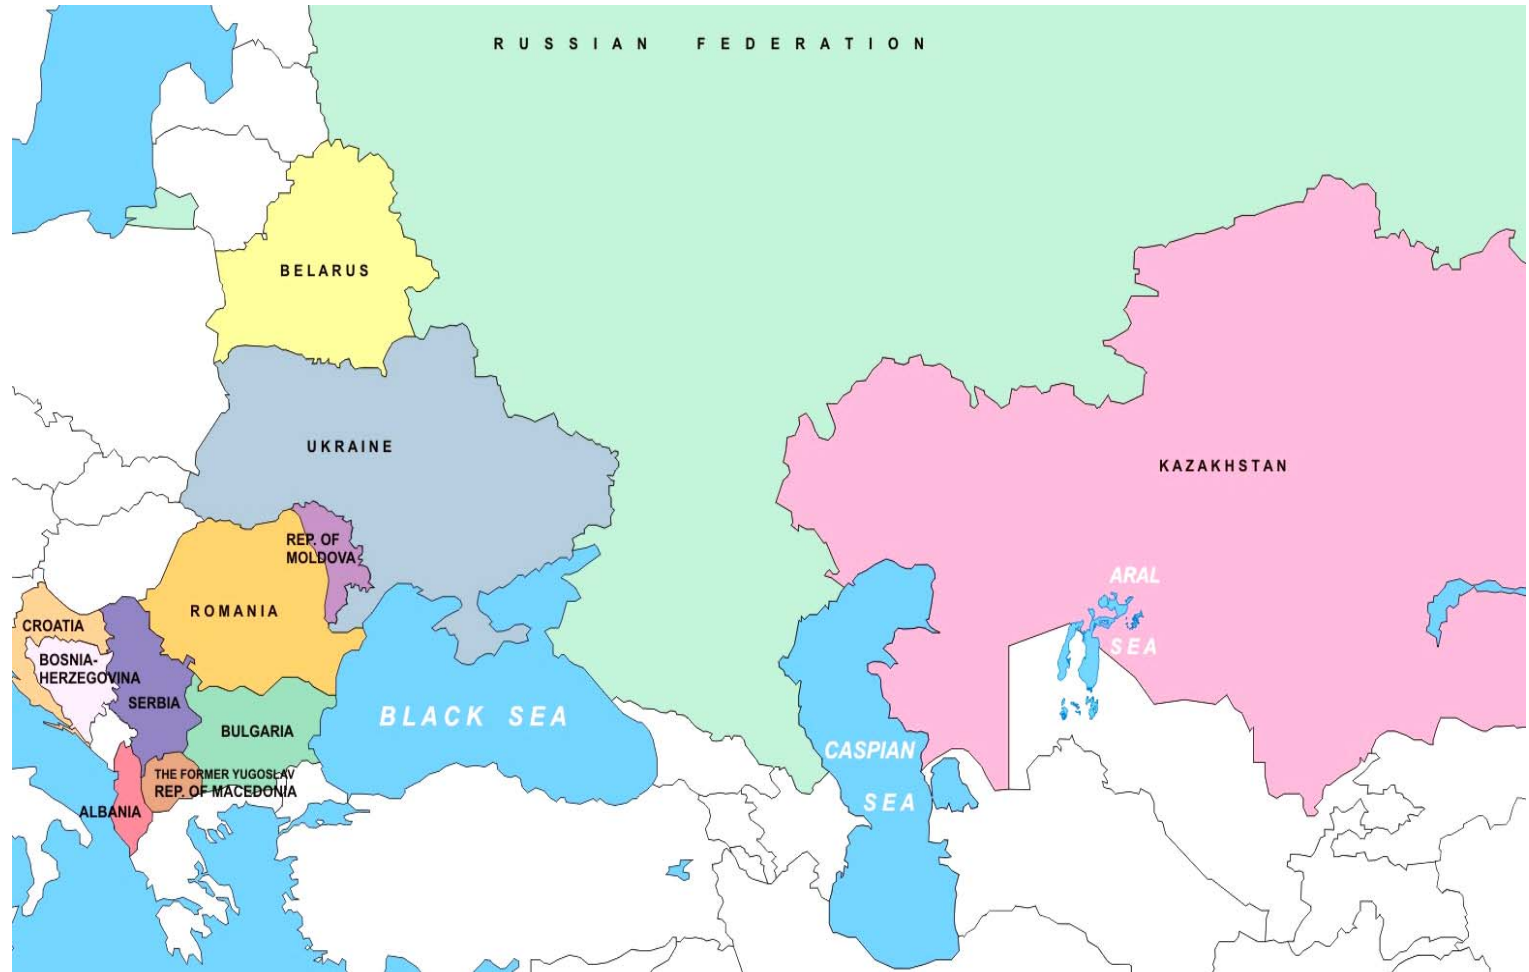 RUSSIAN FEDERATION
BELARUS
UKRAINE
KAZAKHSTAN
REP. OF
MOLDOVA
ARAL
SEA
ROMANIA
CROATIA
BOSNIA-
HERZEGOVINA
SERBIA
BLACK SEA
BULGARIA
CASPIAN
SEA
THE FORMER YUGOSLAV
REP. OF MACEDONIA
ALBANIA